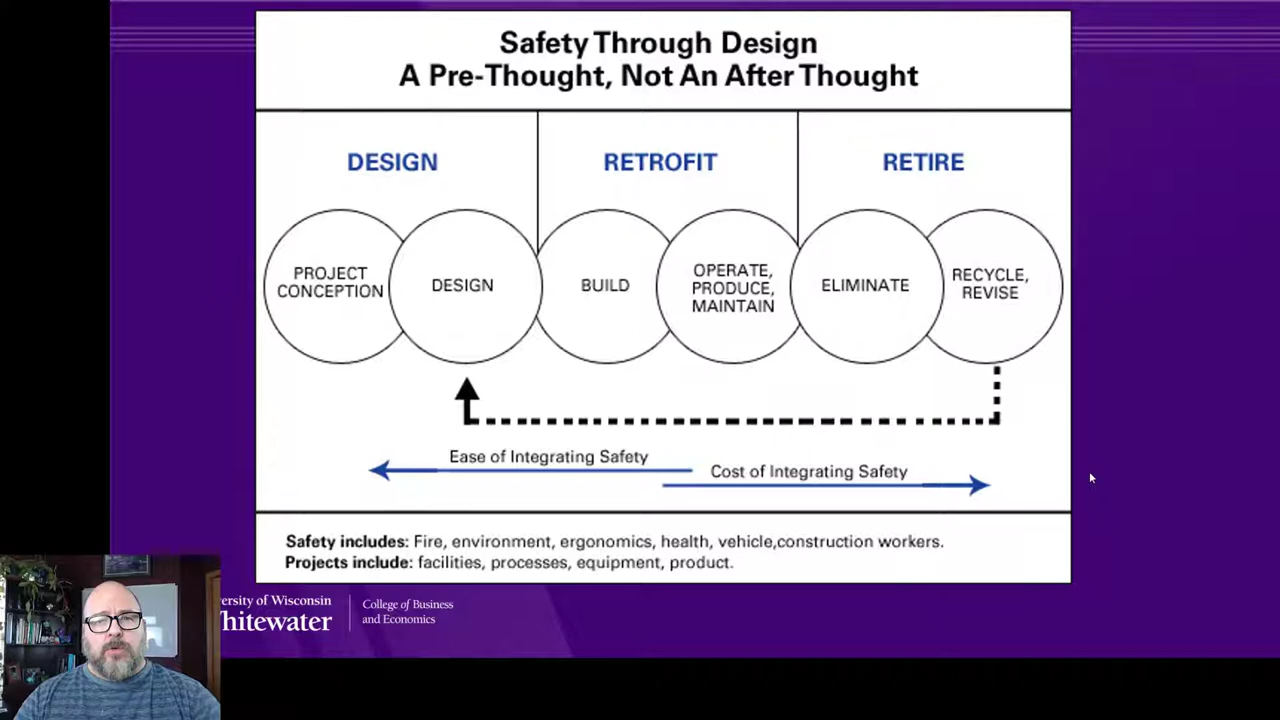 Safety Through Design
A Pre-Thought, Not An After Thought
DESIGN
RETROFIT
RETIRE
PROJECT
CONCEPTION
DESIGN
BUILD
OPERATE,
PRODUCE,
MAINTAIN
ELIMINATE
RECYCLE,
REVISE
Ease of Integrating Safety
Cost of Integrating Safety
Safety includes: Fire, environment, ergonomics, health, vehicle,construction workers.
Projects include: facilities, processes, equipment, product.
of Wisconsin
College of Business
and Economics